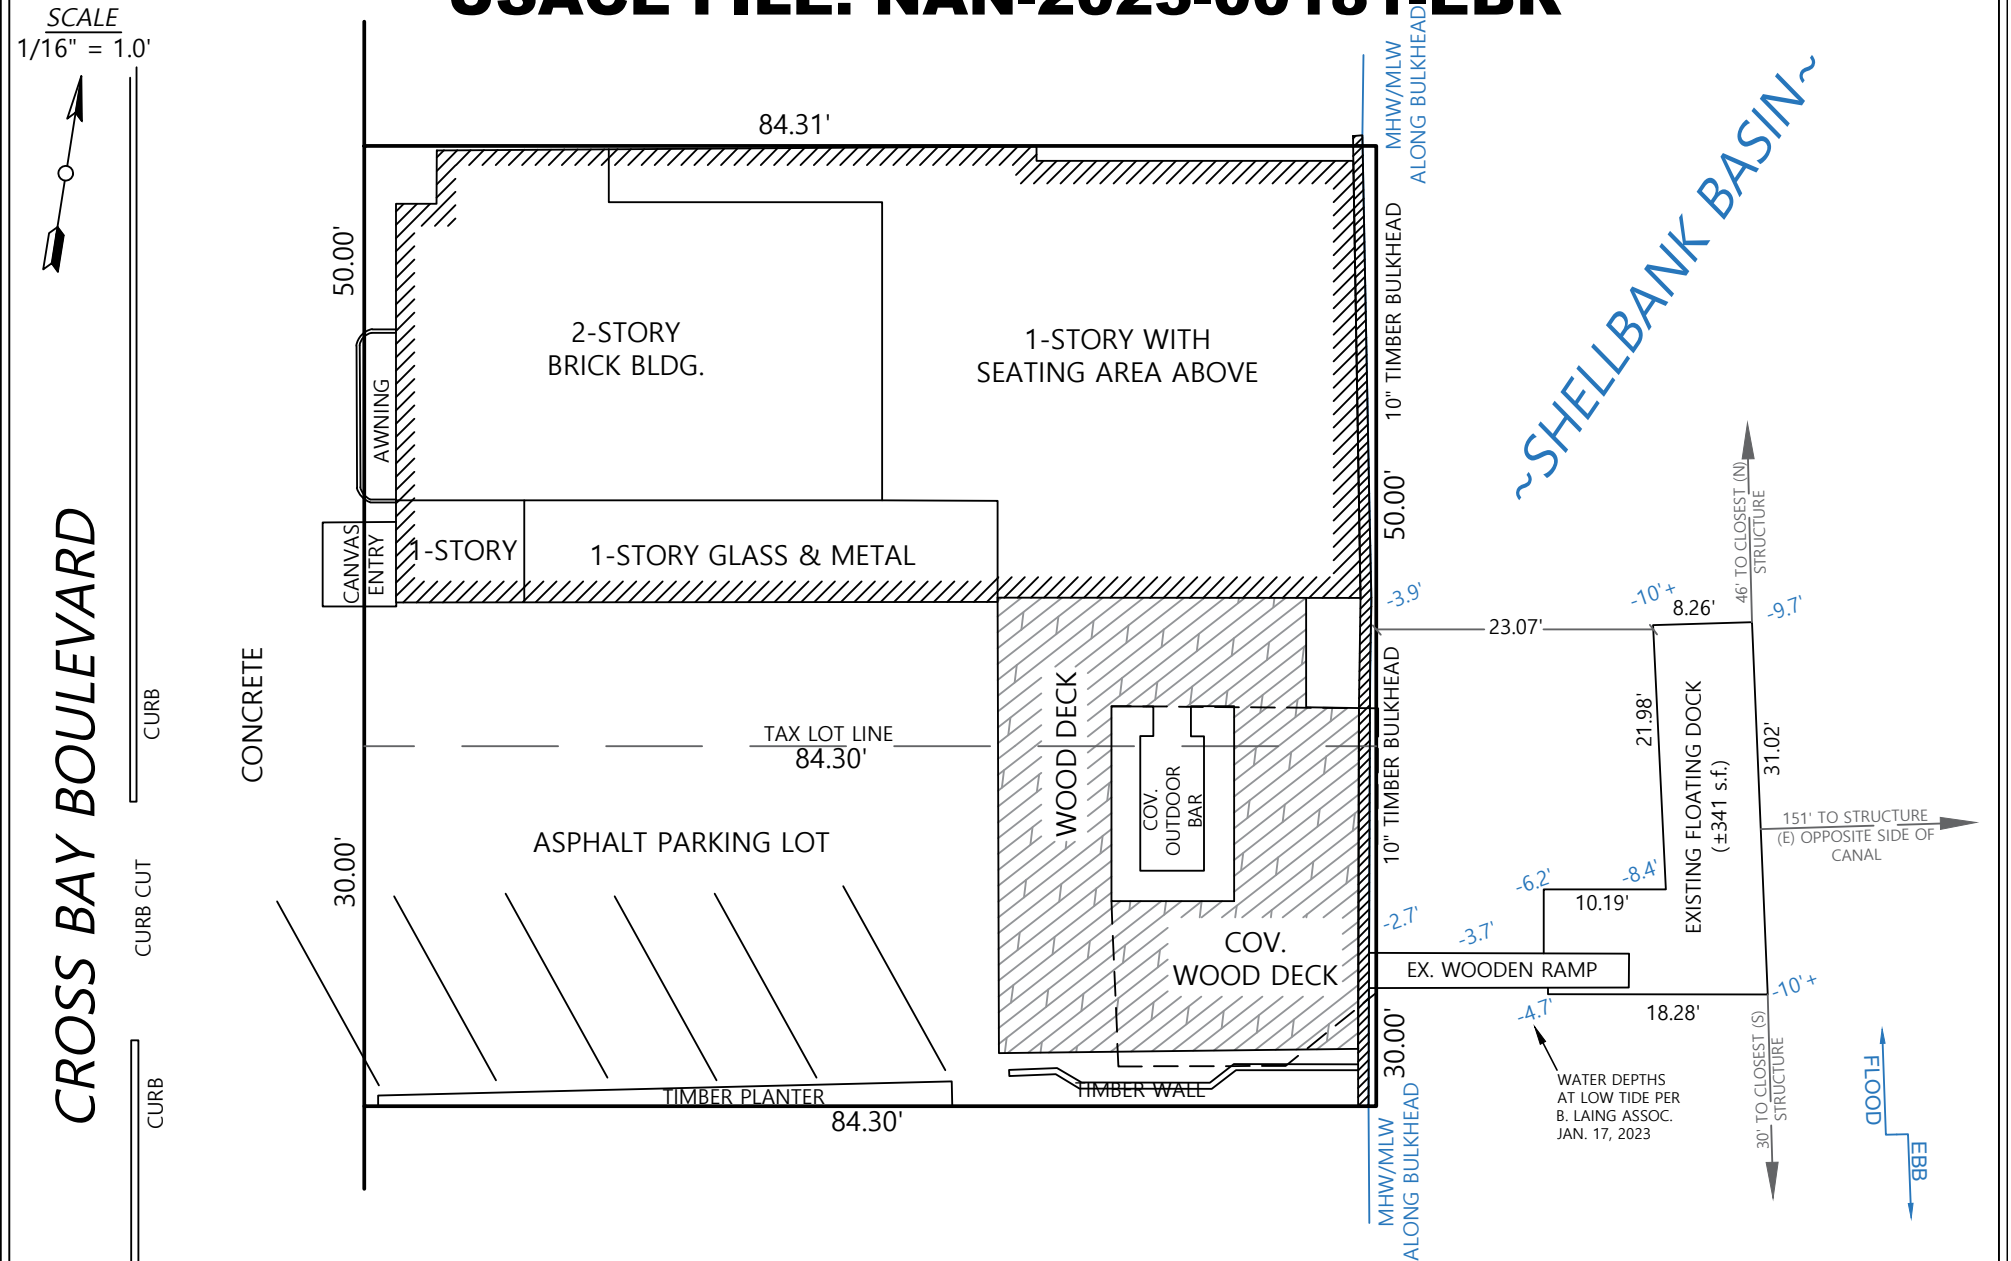 USACE FILE: NAN-2023-00181-EBR
SCALE
1/16" = 1.0'
CROSS BAY BOULEVARD
CURB
CURB CUT
CURB
CONCRETE
84.31'
50.00'
30.00'
AWNING
CANVAS
ENTRY
2-STORY
BRICK BLDG.
1-STORY WITH
SEATING AREA ABOVE
1-STORY
1-STORY GLASS & METAL
TAX LOT LINE
84.30'
ASPHALT PARKING LOT
WOOD DECK
COV.
OUTDOOR
BAR
COV.
WOOD DECK
TIMBER PLANTER
TIMBER WALL
84.30'
MHW/MLW
ALONG BULKHEAD
10" TIMBER BULKHEAD
50.00'
10" TIMBER BULKHEAD
30.00'
MHW/MLW
ALONG BULKHEAD
~SHELLBANK BASIN~
-3.9'
-10'+
8.26'
-9.7'
23.07'
46' TO CLOSEST (N)
STRUCTURE
21.98'
EXISTING FLOATING DOCK
(±341 s.f.)
31.02'
151' TO STRUCTURE
(E) OPPOSITE SIDE OF
CANAL
-6.2'
-8.4'
10.19'
-2.7'
-3.7'
EX. WOODEN RAMP
-10'+
-4.7'
18.28'
WATER DEPTHS
AT LOW TIDE PER
B. LAING ASSOC.
JAN. 17, 2023
30' TO CLOSEST (S)
STRUCTURE
FLOOD
EBB